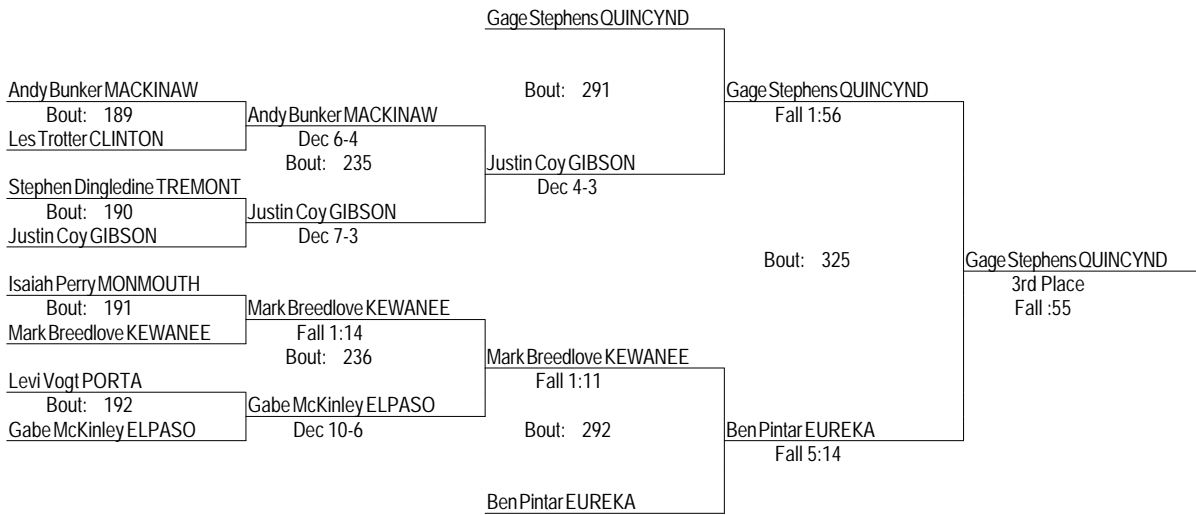 Gage Stephens QUINCYND
Andy Bunker MACKINAW
Bout: 291
Gage Stephens QUINCYND
Bout: 189
Andy Bunker MACKINAW
Fall 1:56
Les Trotter CLINTON
Dec 6-4
Bout: 235
Justin Coy GIBSON
Stephen Dingledine TREMONT
Dec 4-3
Bout: 190
Justin Coy GIBSON
Justin Coy GIBSON
Dec 7-3
Bout: 325
Gage Stephens QUINCYND
Isaiah Perry MONMOUTH
3rd Place
Bout: 191
Mark Breedlove KEWANEE
Fall :55
Mark Breedlove KEWANEE
Fall 1:14
Bout: 236
Mark Breedlove KEWANEE
Levi Vogt PORTA
Fall 1:11
Bout: 192
Gabe McKinley ELPASO
Gabe McKinley ELPASO
Dec 10-6
Bout: 292
Ben Pintar EUREKA
Fall 5:14
Ben Pintar EUREKA